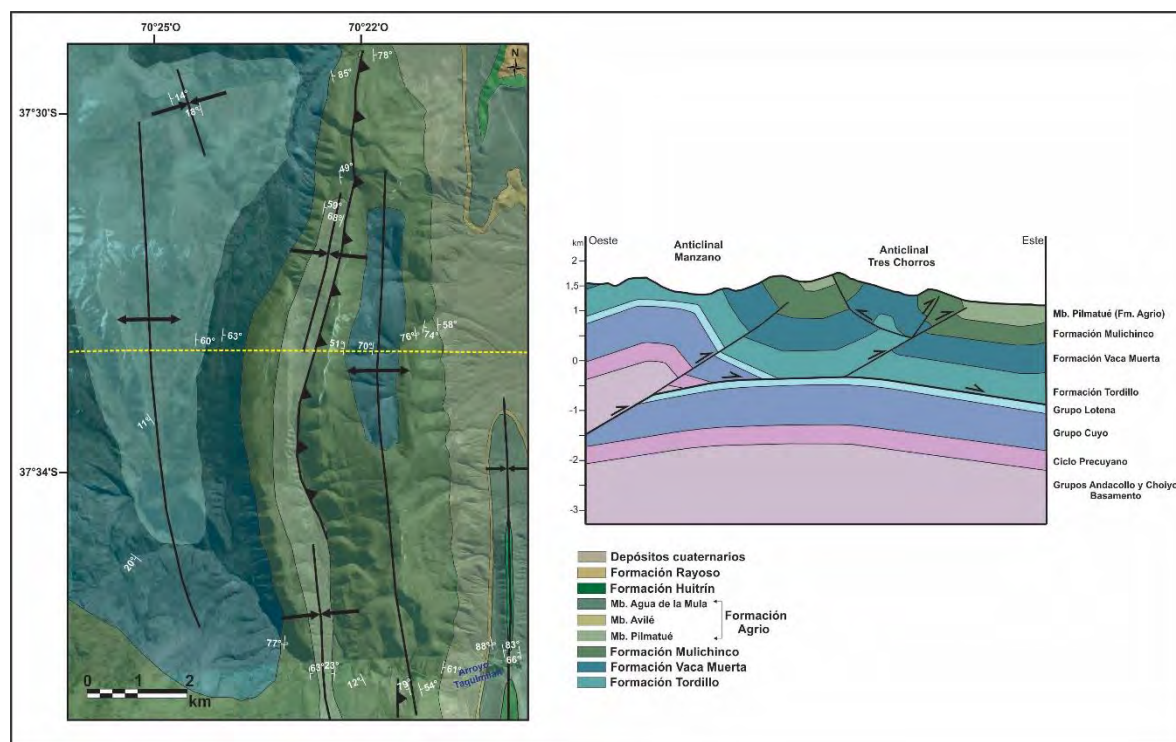 70°25'O
70°22'O
37°30'S
37°34'S
N
78°
85°
14°
18°
49°
59°
68°
60°
63°
76°
74°
58°
51°
70°
11°
20°
77°
63°
23°
12°
79°
54°
61°
88°
83°
66°
Arroyo
Taquimilán
0 1 2
km
Oeste
Anticlinal
Manzano
Anticlinal
Tres Chorros
Este
km
2
1,5
1
0
-1
-2
-3
Mb. Pilmatué (Fm. Agrio)
Formación Mulichinco
Formación Vaca Muerta
Formación Tordillo
Grupo Lotena
Grupo Cuyo
Ciclo Precuyano
Grupos Andacollo y Choiyo
Basamento
Depósitos cuaternarios
Formación Rayoso
Formación Huitrín
Mb. Agua de la Mula
Mb. Avilé
Mb. Pilmatué
Formación
Agrio
Formación Mulichinco
Formación Vaca Muerta
Formación Tordillo